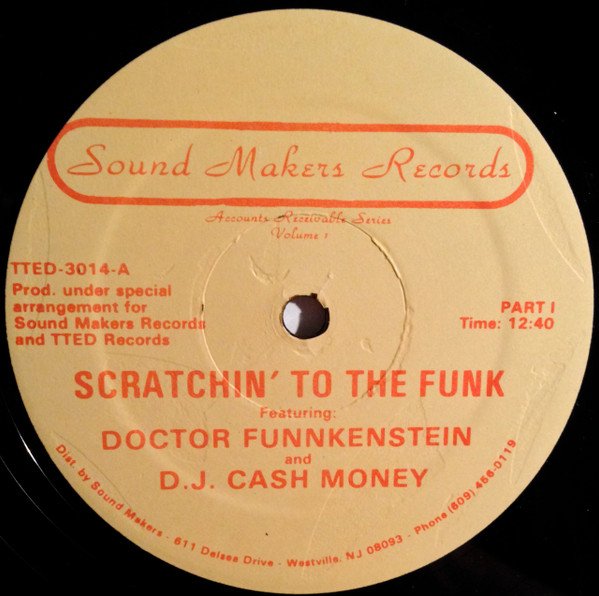 Sound Makers Records
Accounts Receivable Series
Volume 1
TTED-3014-A
Prod. under special
arrangement for
Sound Makers Records
and TTED Records
PART I
Time: 12:40
SCRATCHIN' TO THE FUNK
Featuring:
DOCTOR FUNNKENSTEIN
and
D.J. CASH MONEY
Dist. by Sound Makers - 611 Delsea Drive - Westville, NJ 08093 - Phone (609) 456-0119